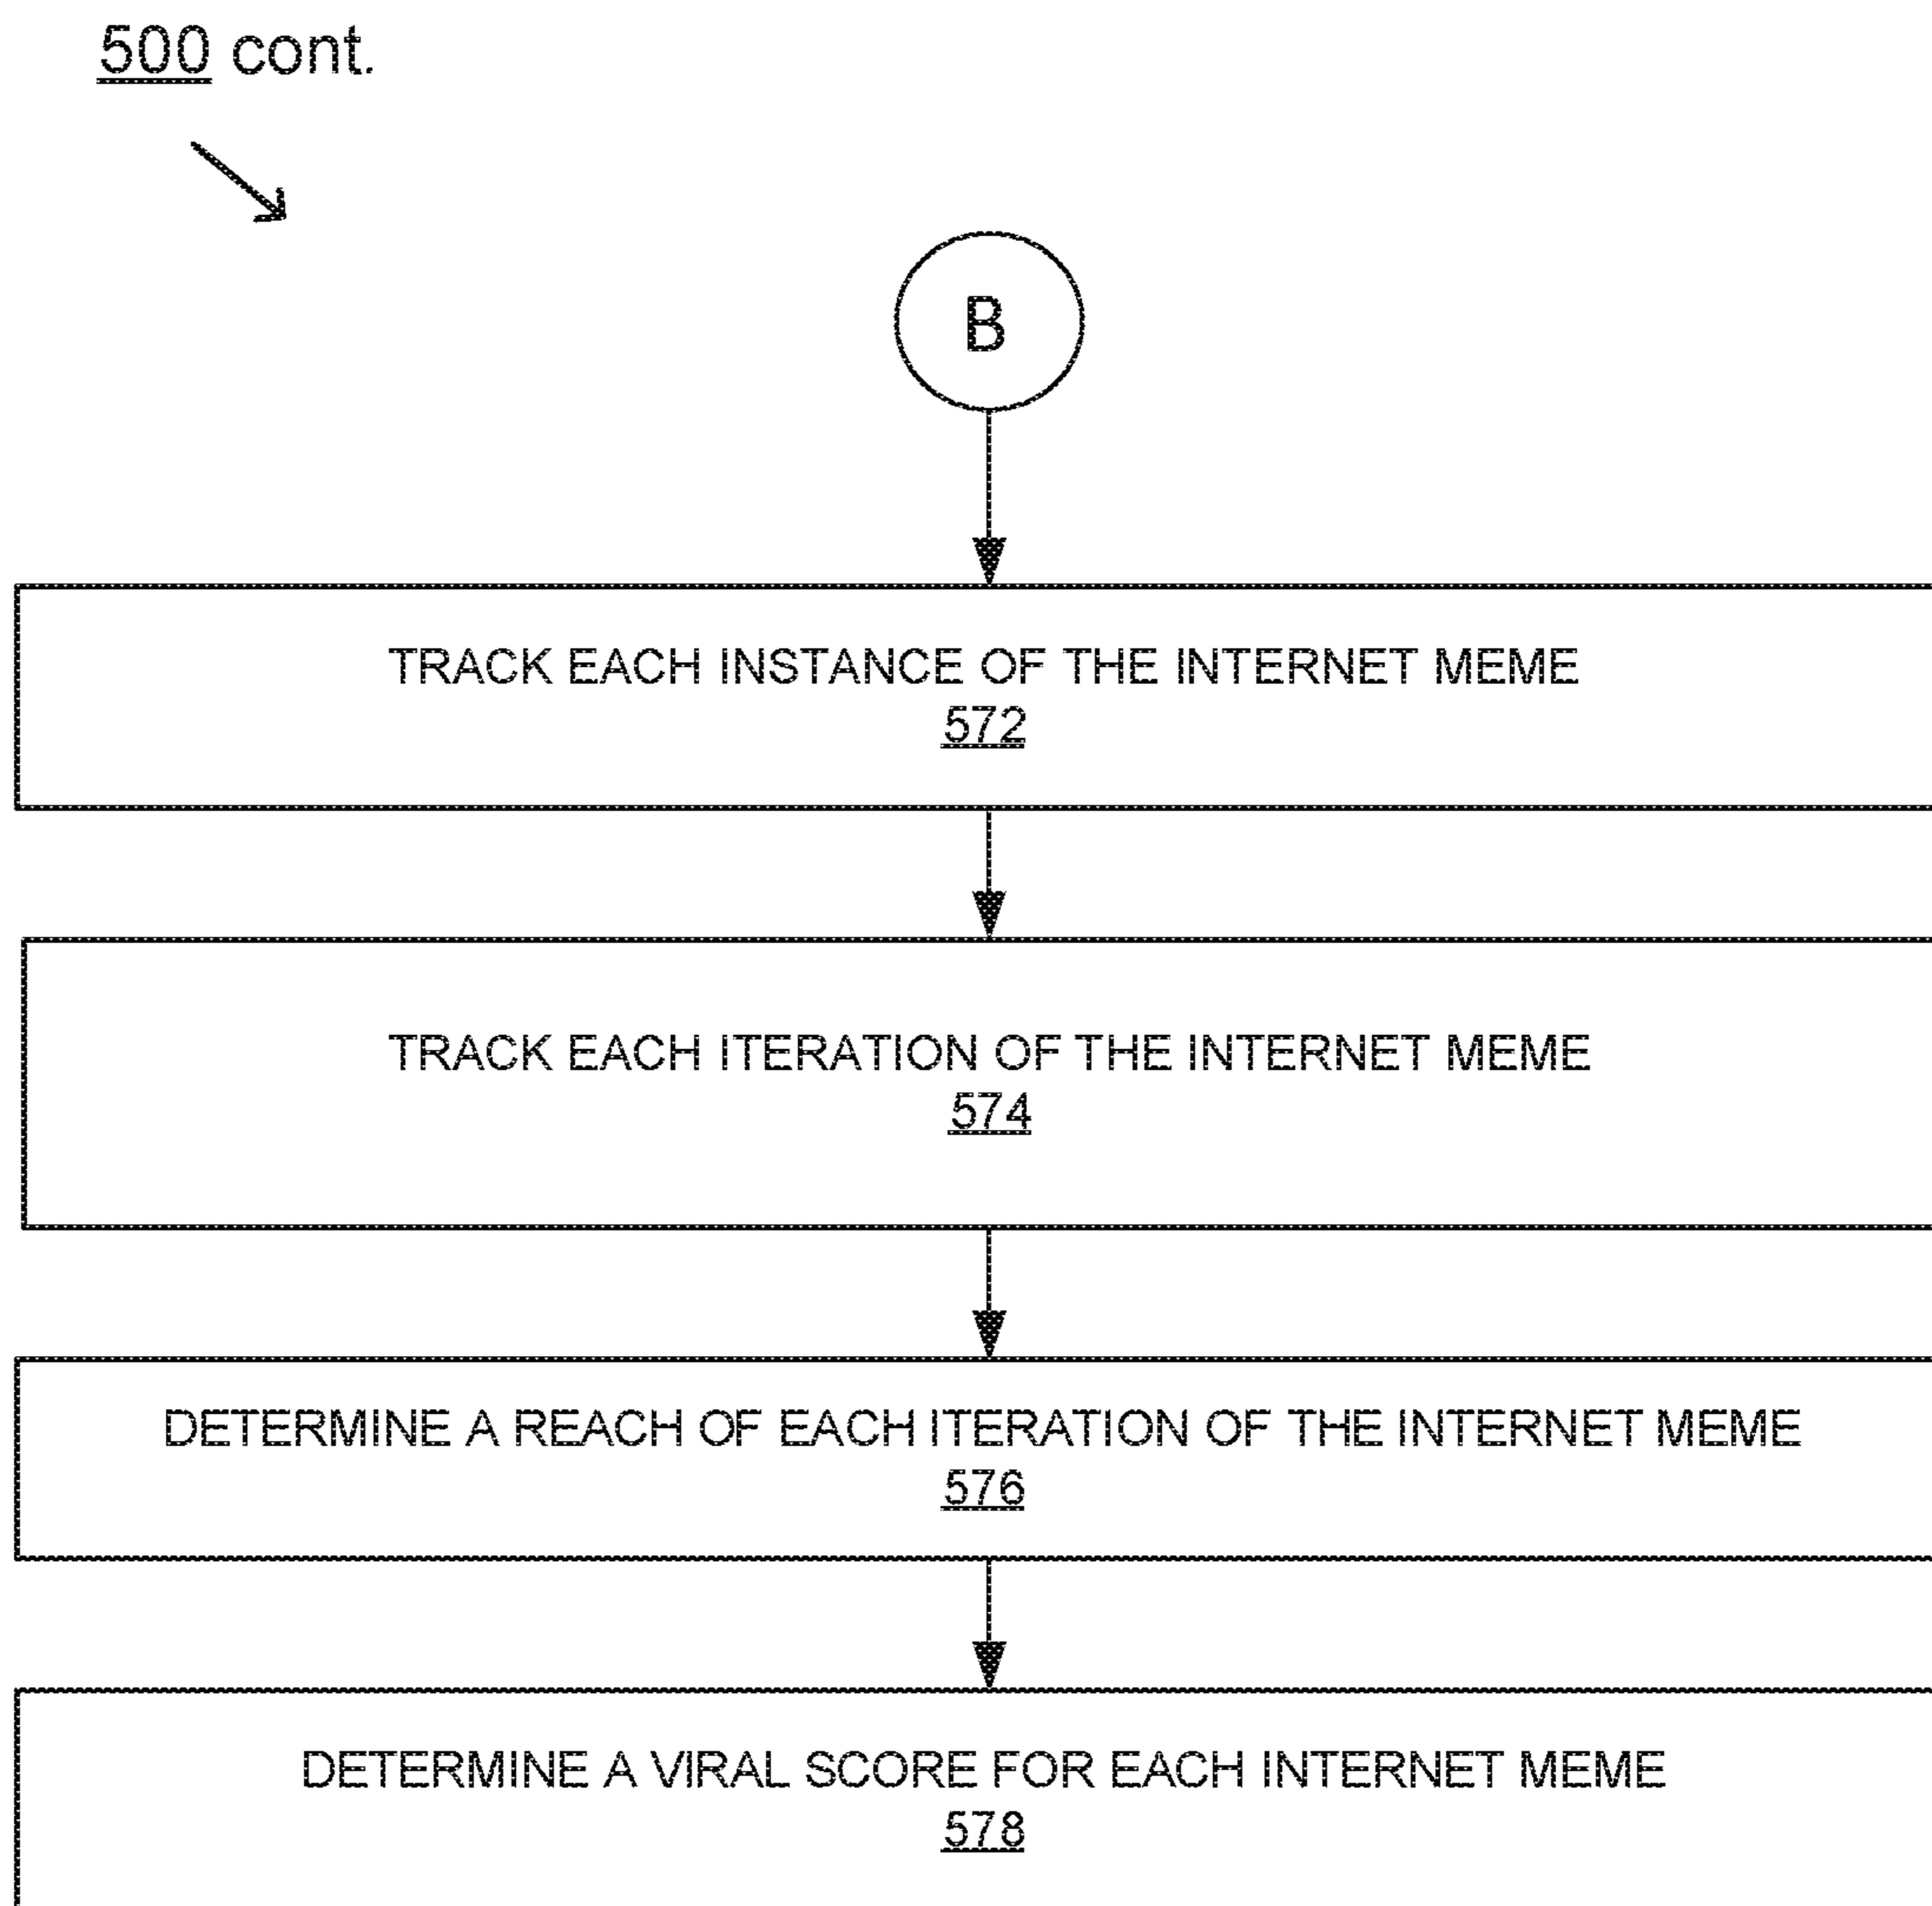 500 cont.
B
TRACK EACH INSTANCE OF THE INTERNET MEME
572
TRACK EACH ITERATION OF THE INTERNET MEME
574
DETERMINE A REACH OF EACH ITERATION OF THE INTERNET MEME
576
DETERMINE A VIRAL SCORE FOR EACH INTERNET MEME
578